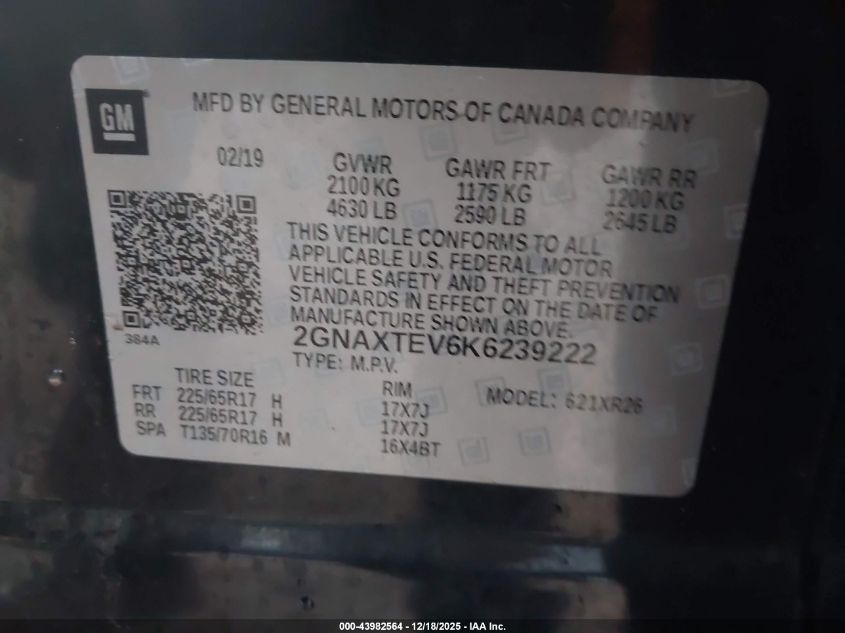 GM
MFD BY GENERAL MOTORS OF CANADA COMPANY
02/19
GVWR GAWR FRT GAWR RR
2100 KG 1175 KG 1200 KG
4630 LB 2590 LB 2645 LB
THIS VEHICLE CONFORMS TO ALL
APPLICABLE U.S. FEDERAL MOTOR
VEHICLE SAFETY AND THEFT PREVENTION
STANDARDS IN EFFECT ON THE DATE OF
MANUFACTURE SHOWN ABOVE.
384A
2GNAXTEV6K6239222
TYPE: M.P.V.
TIRE SIZE RIM MODEL: 621XR26
FRT 225/65R17 H 17X7J
RR 225/65R17 H 17X7J
SPA T135/70R16 M 16X4BT
000-43982564 - 12/18/2025 - IAA Inc.